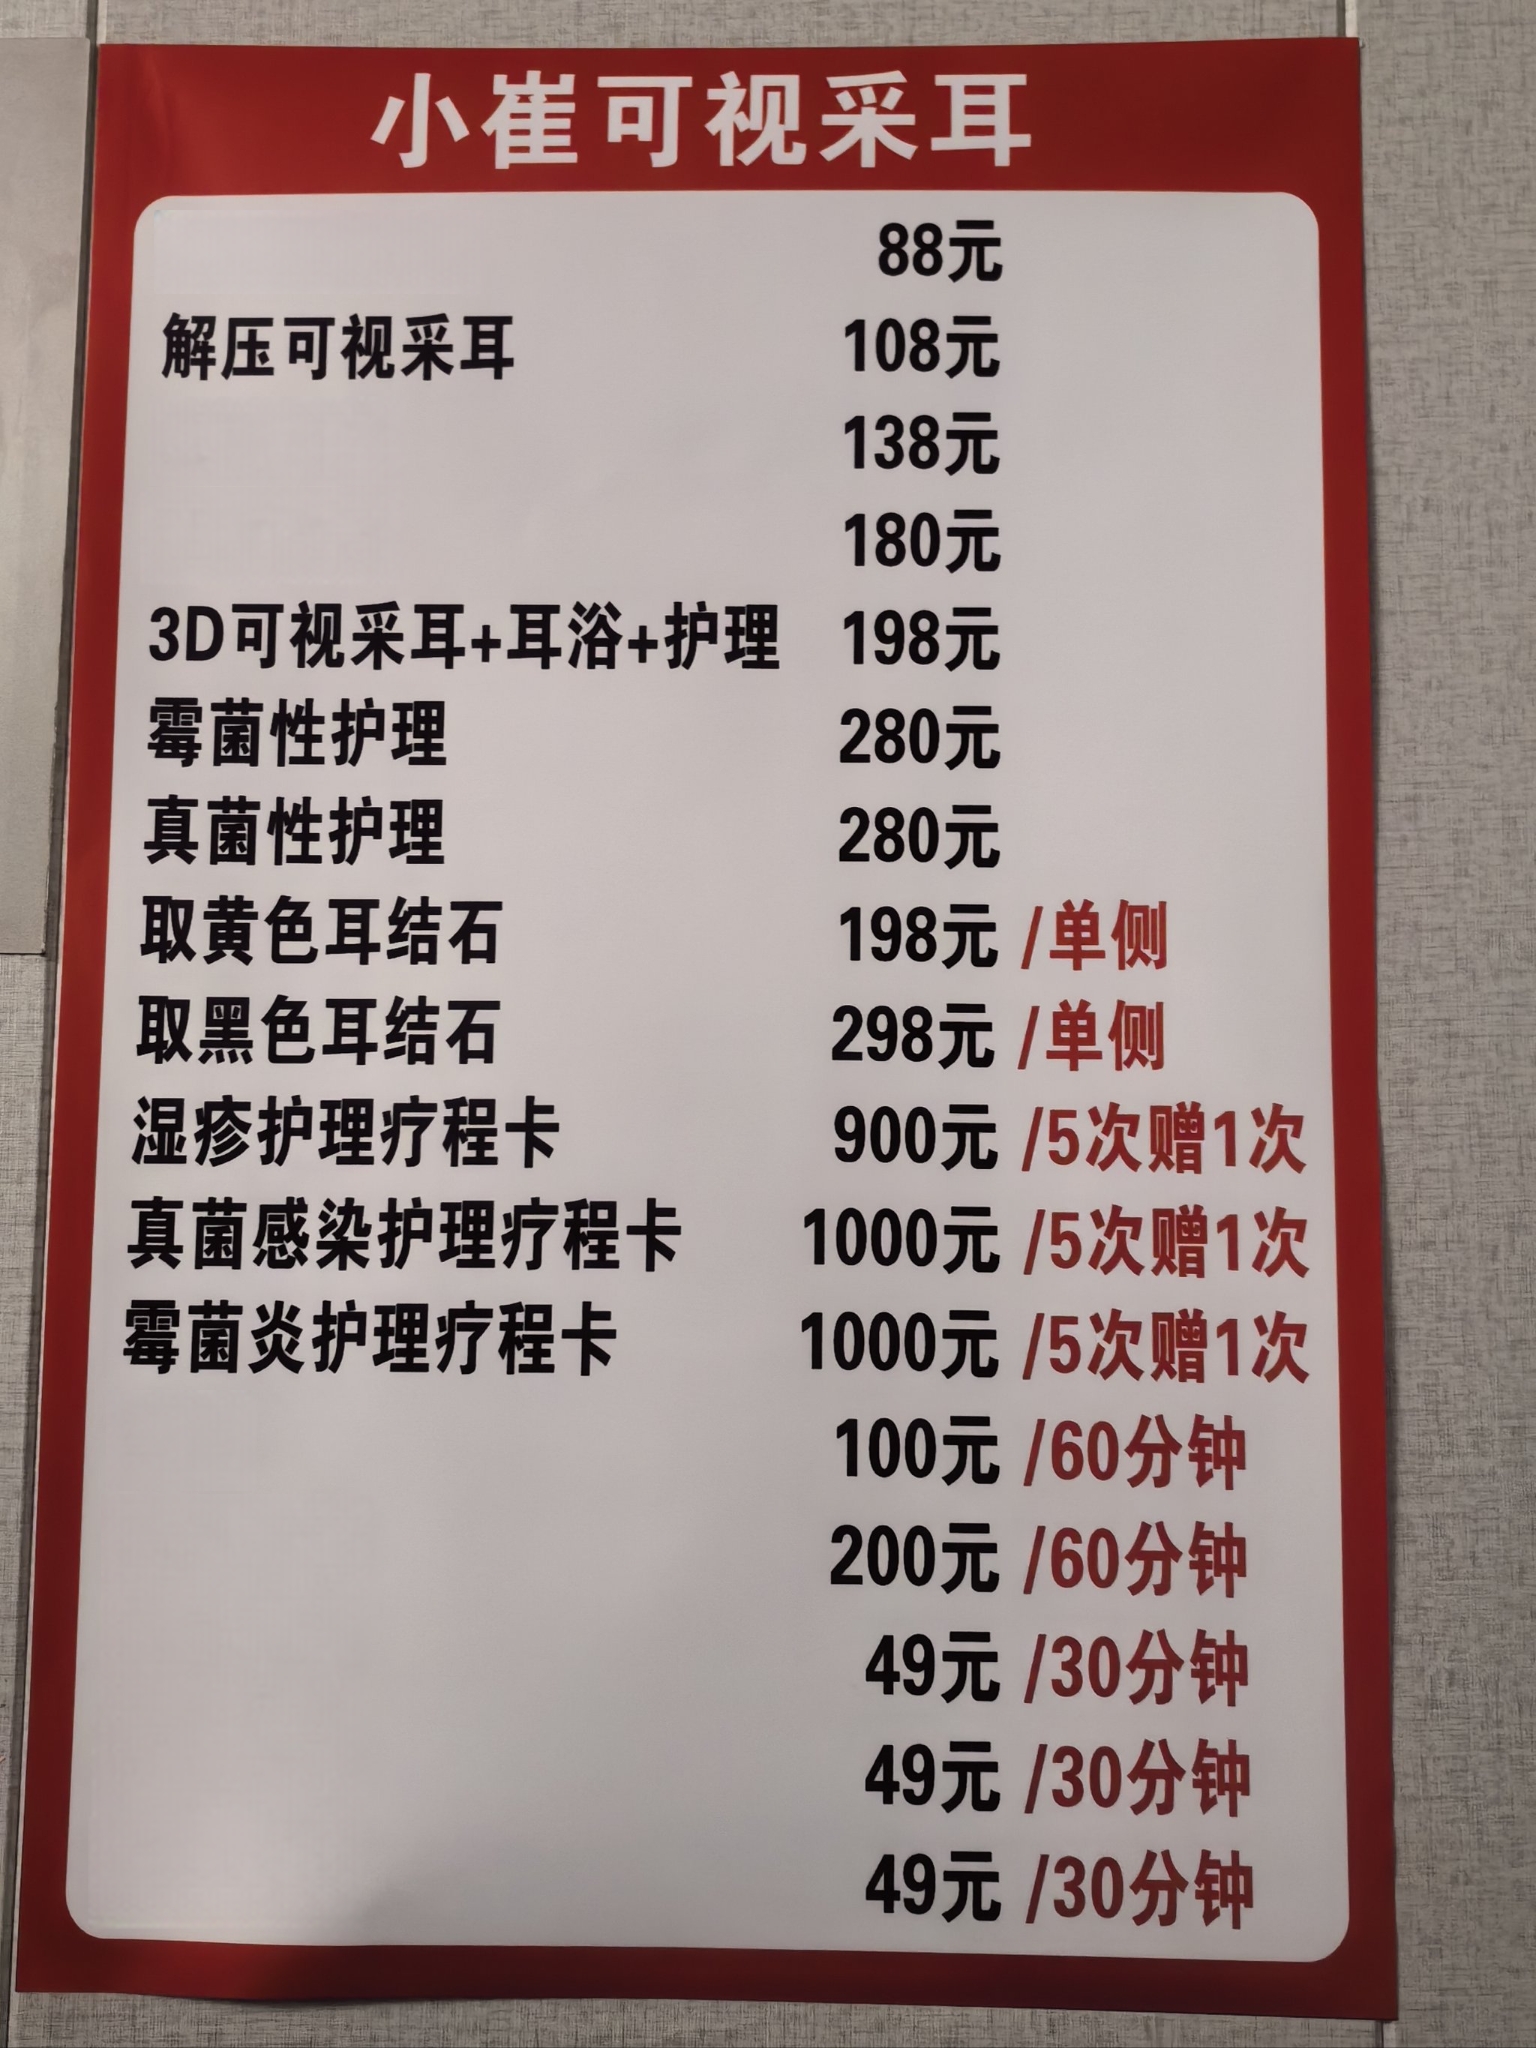 小崔可视采耳
88元
解压可视采耳 108元
138元
180元
3D可视采耳+耳浴+护理 198元
霉菌性护理 280元
真菌性护理 280元
取黄色耳结石 198元 /单侧
取黑色耳结石 298元 /单侧
湿疹护理疗程卡 900元 /5次赠1次
真菌感染护理疗程卡 1000元 /5次赠1次
霉菌炎护理疗程卡 1000元 /5次赠1次
100元 /60分钟
200元 /60分钟
49元 /30分钟
49元 /30分钟
49元 /30分钟